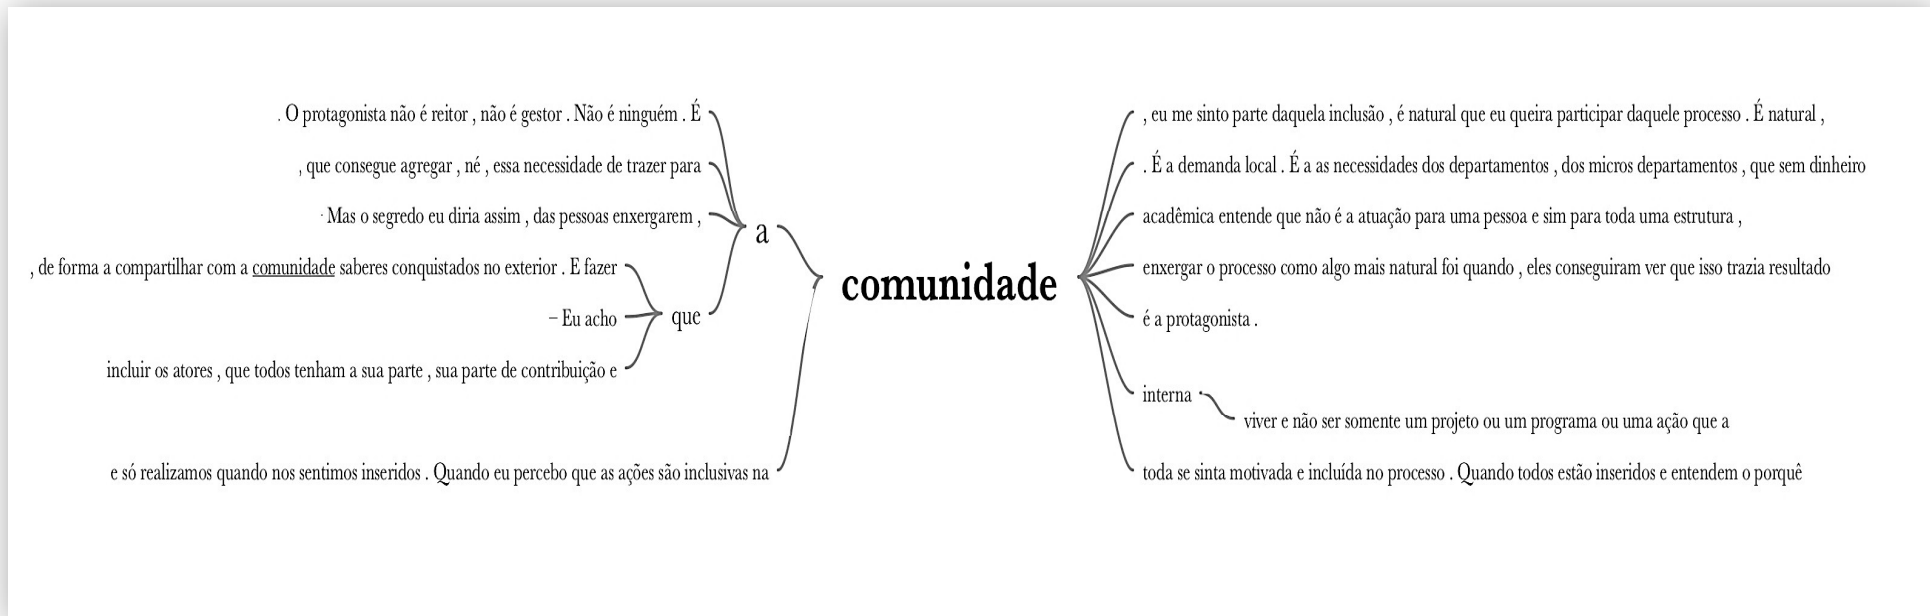 . O protagonista não é reitor , não é gestor . Não é ninguém . É
, que consegue agregar , né , essa necessidade de trazer para
. Mas o segredo eu diria assim , das pessoas enxergarem ,
, de forma a compartilhar com a comunidade saberes conquistados no exterior . E fazer
– Eu acho
incluir os atores , que todos tenham a sua parte , sua parte de contribuição e
que
a
e só realizamos quando nos sentimos inseridos . Quando eu percebo que as ações são inclusivas na
comunidade
, eu me sinto parte daquela inclusão , é natural que eu queira participar daquele processo . É natural ,
. É a demanda local . É a as necessidades dos departamentos , dos micros departamentos , que sem dinheiro
acadêmica entende que não é a atuação para uma pessoa e sim para toda uma estrutura ,
enxergar o processo como algo mais natural foi quando , eles conseguiram ver que isso trazia resultado
é a protagonista .
interna
viver e não ser somente um projeto ou um programa ou uma ação que a
toda se sinta motivada e incluída no processo . Quando todos estão inseridos e entendem o porquê